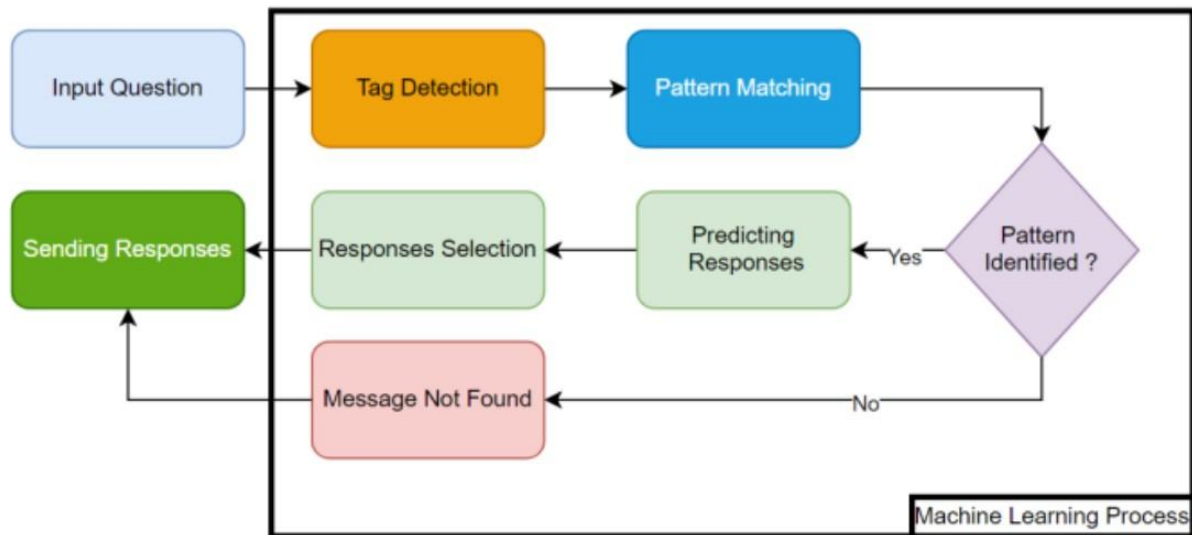 Input Question
Tag Detection
Pattern Matching
Sending Responses
Responses Selection
Predicting
Responses
Yes
Pattern
Identified ?
Message Not Found
No
Machine Learning Process